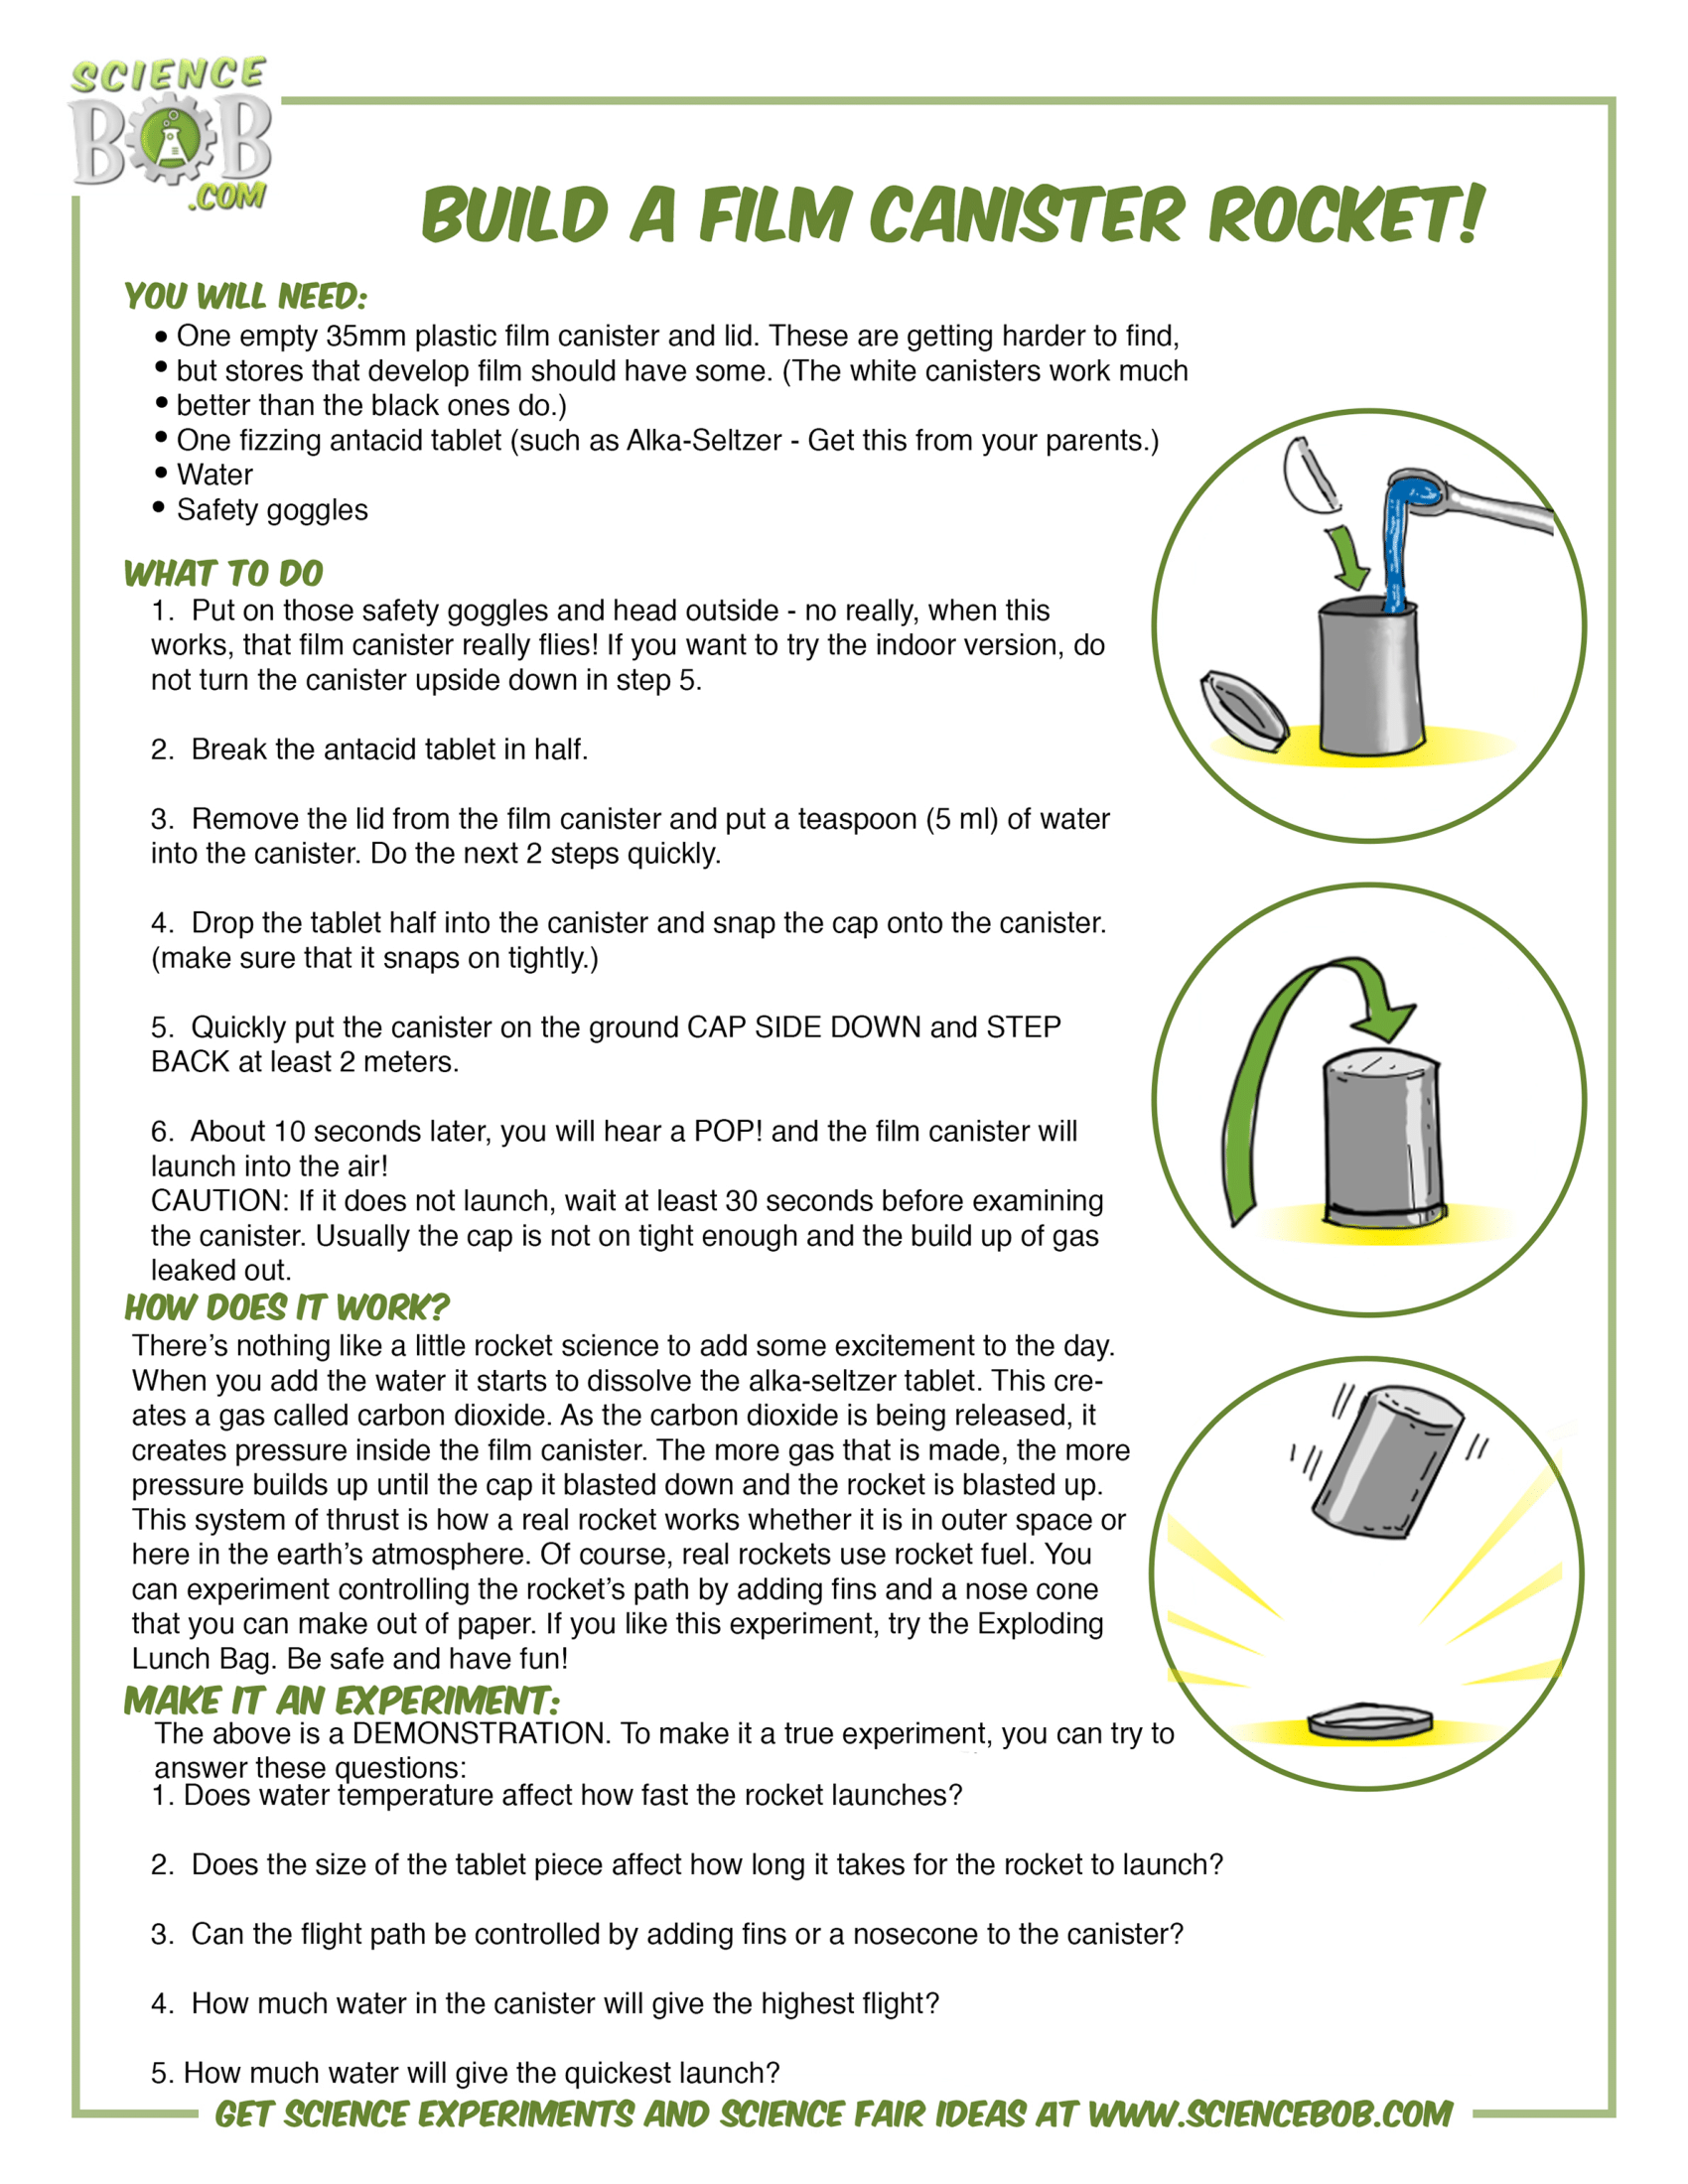 SCIENCE
BOB
.COM
BUILD A FILM CANISTER ROCKET!
YOU WILL NEED:
• One empty 35mm plastic film canister and lid. These are getting harder to find,
• but stores that develop film should have some. (The white canisters work much
• better than the black ones do.)
• One fizzing antacid tablet (such as Alka-Seltzer - Get this from your parents.)
• Water
• Safety goggles
WHAT TO DO
1. Put on those safety goggles and head outside - no really, when this
works, that film canister really flies! If you want to try the indoor version, do
not turn the canister upside down in step 5.
2. Break the antacid tablet in half.
3. Remove the lid from the film canister and put a teaspoon (5 ml) of water
into the canister. Do the next 2 steps quickly.
4. Drop the tablet half into the canister and snap the cap onto the canister.
(make sure that it snaps on tightly.)
5. Quickly put the canister on the ground CAP SIDE DOWN and STEP
BACK at least 2 meters.
6. About 10 seconds later, you will hear a POP! and the film canister will
launch into the air!
CAUTION: If it does not launch, wait at least 30 seconds before examining
the canister. Usually the cap is not on tight enough and the build up of gas
leaked out.
HOW DOES IT WORK?
There’s nothing like a little rocket science to add some excitement to the day.
When you add the water it starts to dissolve the alka-seltzer tablet. This cre-
ates a gas called carbon dioxide. As the carbon dioxide is being released, it
creates pressure inside the film canister. The more gas that is made, the more
pressure builds up until the cap it blasted down and the rocket is blasted up.
This system of thrust is how a real rocket works whether it is in outer space or
here in the earth’s atmosphere. Of course, real rockets use rocket fuel. You
can experiment controlling the rocket’s path by adding fins and a nose cone
that you can make out of paper. If you like this experiment, try the Exploding
Lunch Bag. Be safe and have fun!
MAKE IT AN EXPERIMENT:
The above is a DEMONSTRATION. To make it a true experiment, you can try to
answer these questions:
1. Does water temperature affect how fast the rocket launches?
2. Does the size of the tablet piece affect how long it takes for the rocket to launch?
3. Can the flight path be controlled by adding fins or a nosecone to the canister?
4. How much water in the canister will give the highest flight?
5. How much water will give the quickest launch?
GET SCIENCE EXPERIMENTS AND SCIENCE FAIR IDEAS AT WWW.SCIENCEBOB.COM